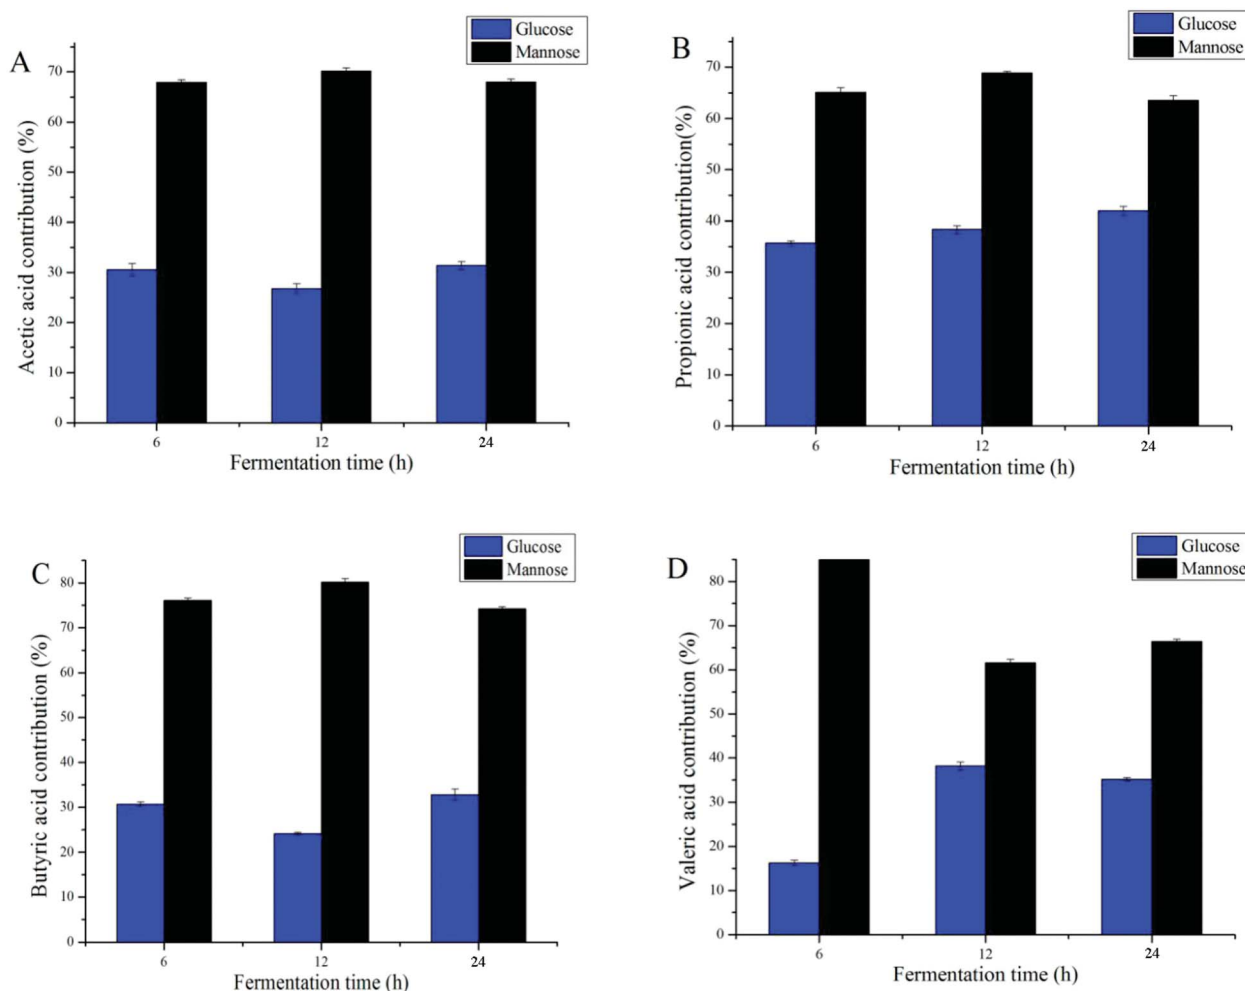 A
Glucose
Mannose
Acetic acid contribution (%)
70
60
50
40
30
20
10
0
6
12
24
Fermentation time (h)
B
Glucose
Mannose
Propionic acid contribution(%)
70
60
50
40
30
20
10
0
6
12
24
Fermentation time (h)
C
Glucose
Mannose
Butyric acid contribution (%)
80
70
60
50
40
30
20
10
0
6
12
24
Fermentation time (h)
D
Glucose
Mannose
Valeric acid contribution (%)
80
70
60
50
40
30
20
10
0
6
12
24
Fermentation time (h)